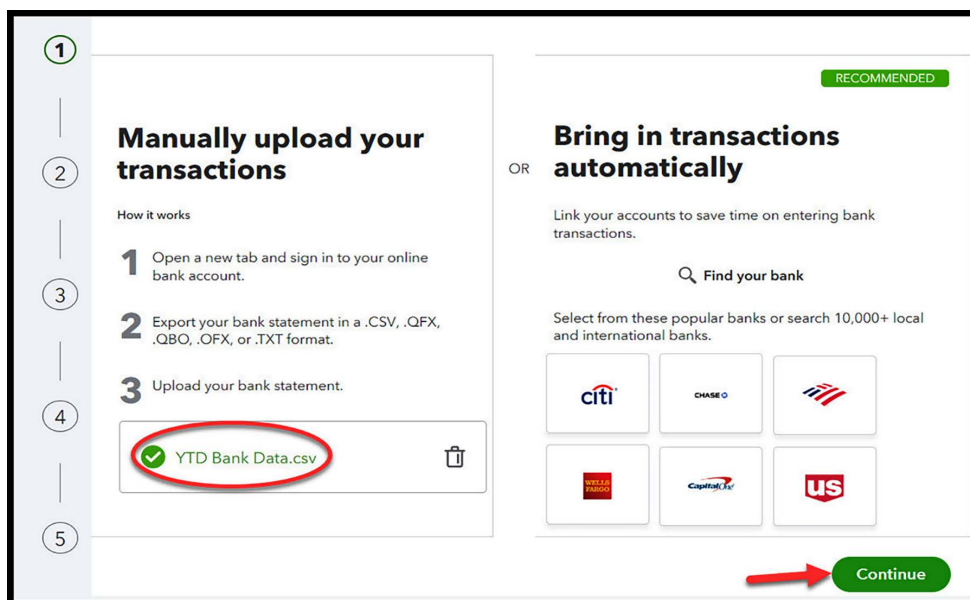 1
2
3
4
5
Manually upload your
transactions
How it works
1 Open a new tab and sign in to your online
bank account.
2 Export your bank statement in a .CSV, .QFX,
.QBO, .OFX, or .TXT format.
3 Upload your bank statement.
YTD Bank Data.csv
OR
RECOMMENDED
Bring in transactions
automatically
Link your accounts to save time on entering bank
transactions.
Find your bank
Select from these popular banks or search 10,000+ local
and international banks.
citi
CHASE
WELLS
FARGO
Capital One
us
Continue